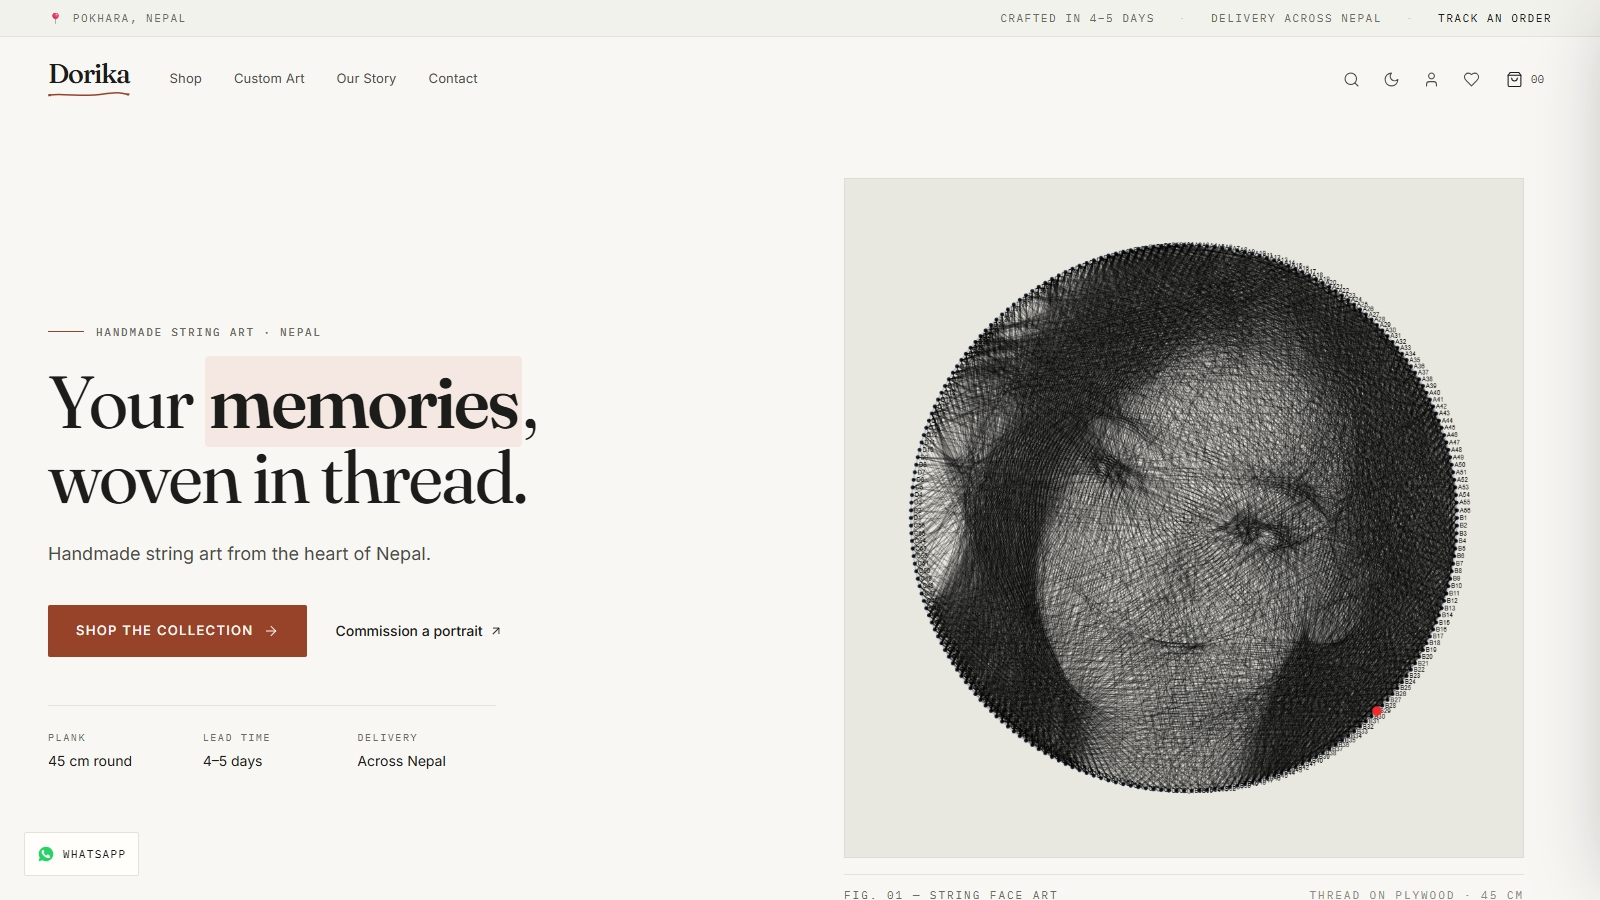 POKHARA, NEPAL
CRAFTED IN 4–5 DAYS · DELIVERY ACROSS NEPAL · TRACK AN ORDER
Dorika
Shop
Custom Art
Our Story
Contact
00
HANDMADE STRING ART · NEPAL
Your memories,
woven in thread.
Handmade string art from the heart of Nepal.
SHOP THE COLLECTION →
Commission a portrait ↗
PLANK
45 cm round
LEAD TIME
4–5 days
DELIVERY
Across Nepal
WHATSAPP
FIG. 01 — STRING FACE ART
THREAD ON PLYWOOD · 45 CM